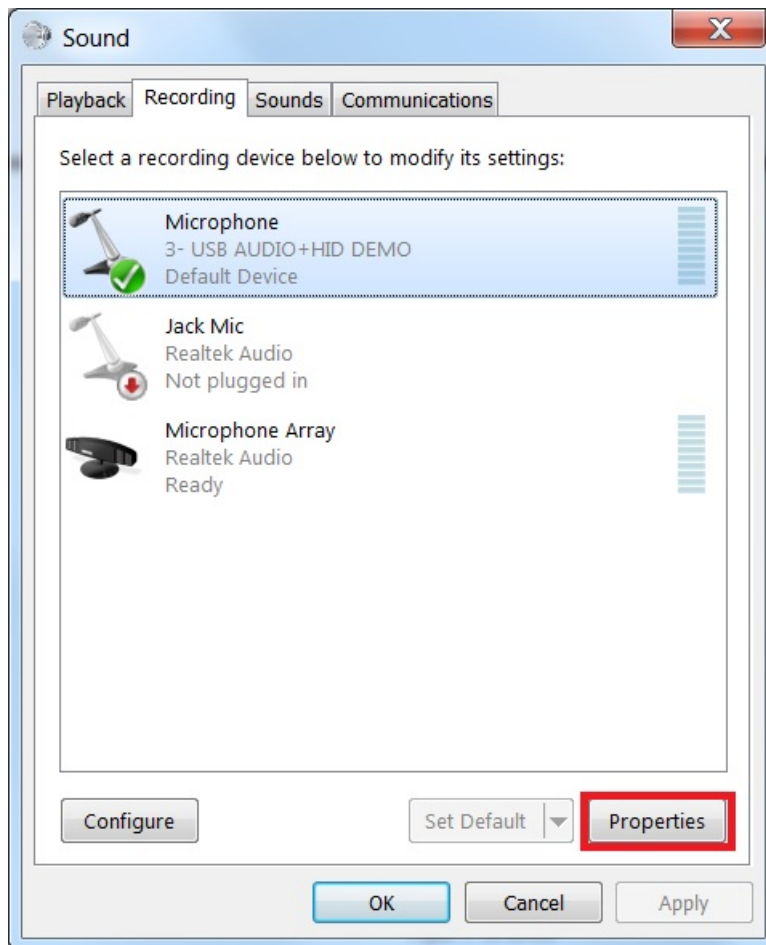 Sound
Playback Recording Sounds Communications
Select a recording device below to modify its settings:
Microphone
3- USB AUDIO+HID DEMO
Default Device
Jack Mic
Realtek Audio
Not plugged in
Microphone Array
Realtek Audio
Ready
Configure Set Default Properties
OK Cancel Apply